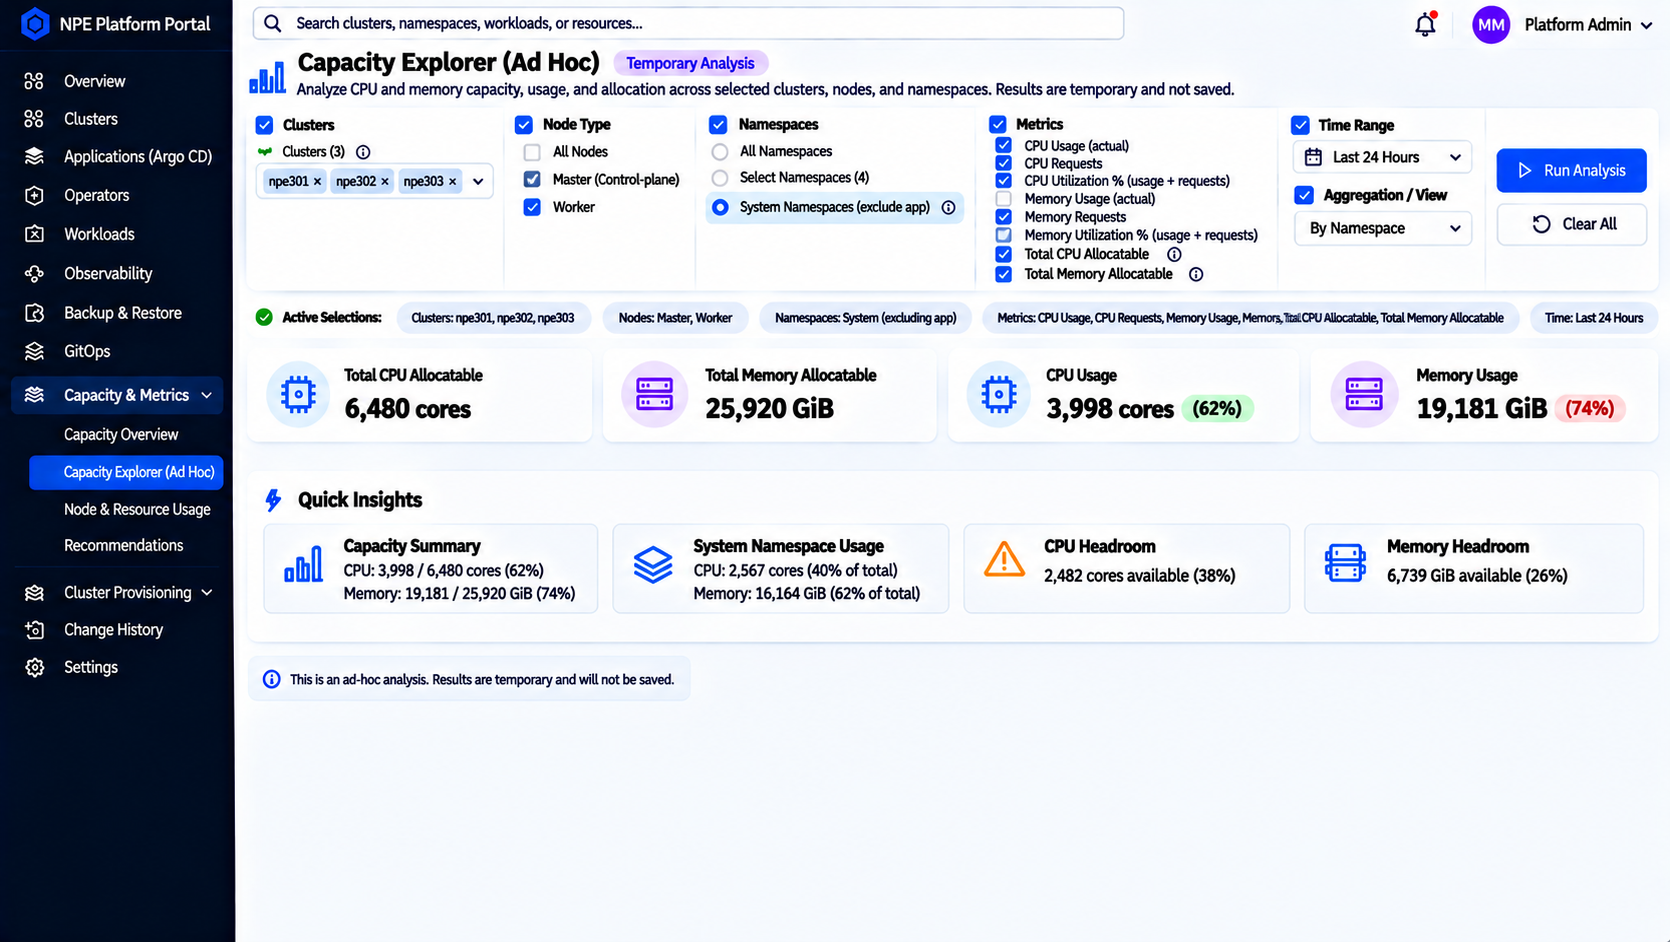 NPE Platform Portal
Search clusters, namespaces, workloads, or resources...
MM
Platform Admin
Overview
Clusters
Applications (Argo CD)
Operators
Workloads
Observability
Backup & Restore
GitOps
Capacity & Metrics
Capacity Overview
Capacity Explorer (Ad Hoc)
Node & Resource Usage
Recommendations
Cluster Provisioning
Change History
Settings
Capacity Explorer (Ad Hoc)
Temporary Analysis
Analyze CPU and memory capacity, usage, and allocation across selected clusters, nodes, and namespaces. Results are temporary and not saved.
Clusters
Clusters (3)
npe301 ×
npe302 ×
npe303 ×
Node Type
All Nodes
Master (Control-plane)
Worker
Namespaces
All Namespaces
Select Namespaces (4)
System Namespaces (exclude app)
Metrics
CPU Usage (actual)
CPU Requests
CPU Utilization % (usage + requests)
Memory Usage (actual)
Memory Requests
Memory Utilization % (usage + requests)
Total CPU Allocatable
Total Memory Allocatable
Time Range
Last 24 Hours
Aggregation / View
By Namespace
Run Analysis
Clear All
Active Selections:
Clusters: npe301, npe302, npe303
Nodes: Master, Worker
Namespaces: System (excluding app)
Metrics: CPU Usage, CPU Requests, Memory Usage, CPU Allocatable, Total Memory Allocatable
Time: Last 24 Hours
Total CPU Allocatable
6,480 cores
Total Memory Allocatable
25,920 GiB
CPU Usage
3,998 cores (62%)
Memory Usage
19,181 GiB (74%)
Quick Insights
Capacity Summary
CPU: 3,998 / 6,480 cores (62%)
Memory: 19,181 / 25,920 GiB (74%)
System Namespace Usage
CPU: 2,567 cores (40% of total)
Memory: 16,164 GiB (62% of total)
CPU Headroom
2,482 cores available (38%)
Memory Headroom
6,739 GiB available (26%)
This is an ad-hoc analysis. Results are temporary and will not be saved.